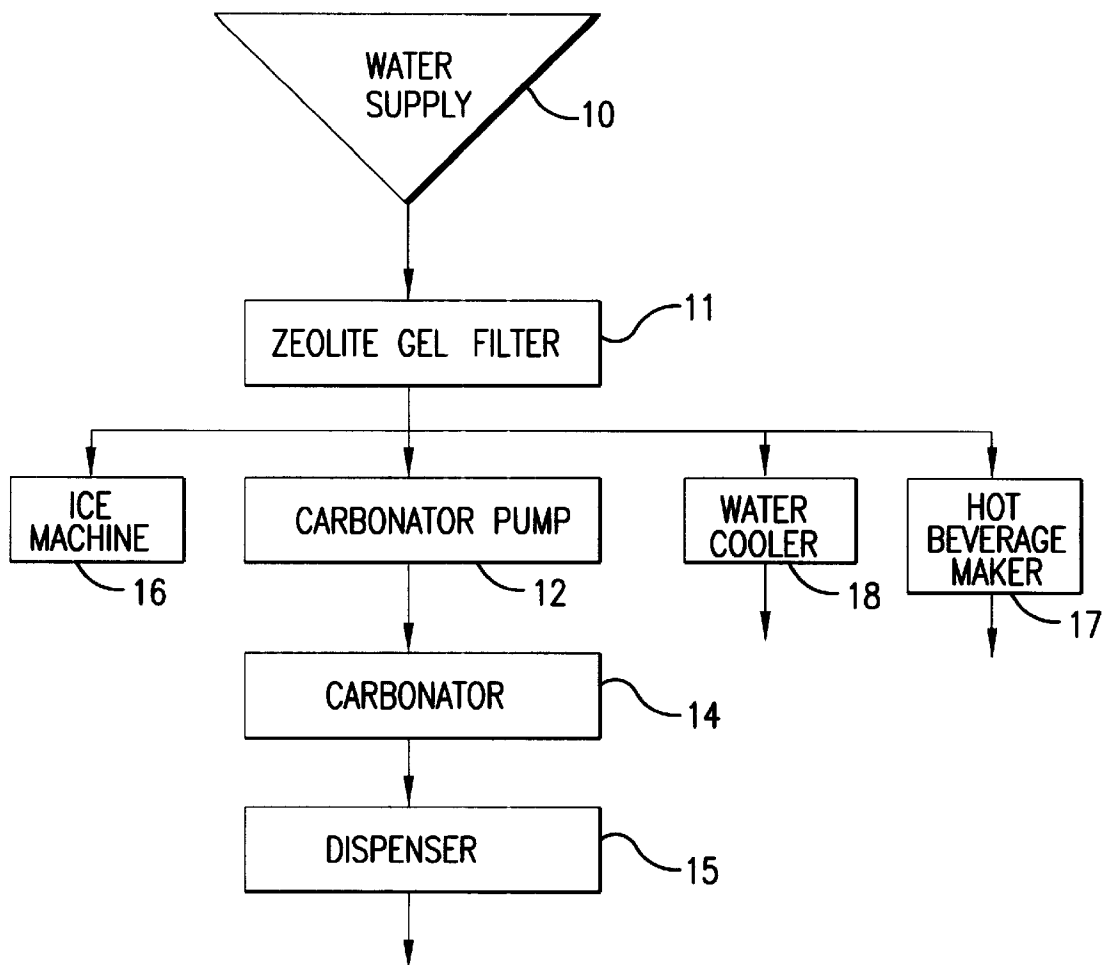 WATER
SUPPLY
10
ZEOLITE GEL FILTER
11
ICE
MACHINE
16
CARBONATOR PUMP
12
WATER
COOLER
18
HOT
BEVERAGE
MAKER
17
CARBONATOR
14
DISPENSER
15